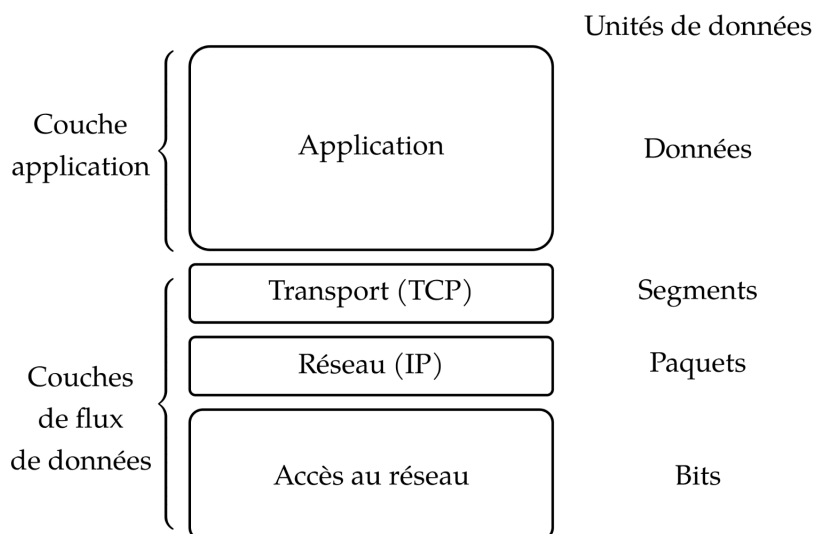 Unités de données
Couche
application
Application
Données
Transport (TCP)
Segments
Couches
de flux
de données
Réseau (IP)
Paquets
Accès au réseau
Bits